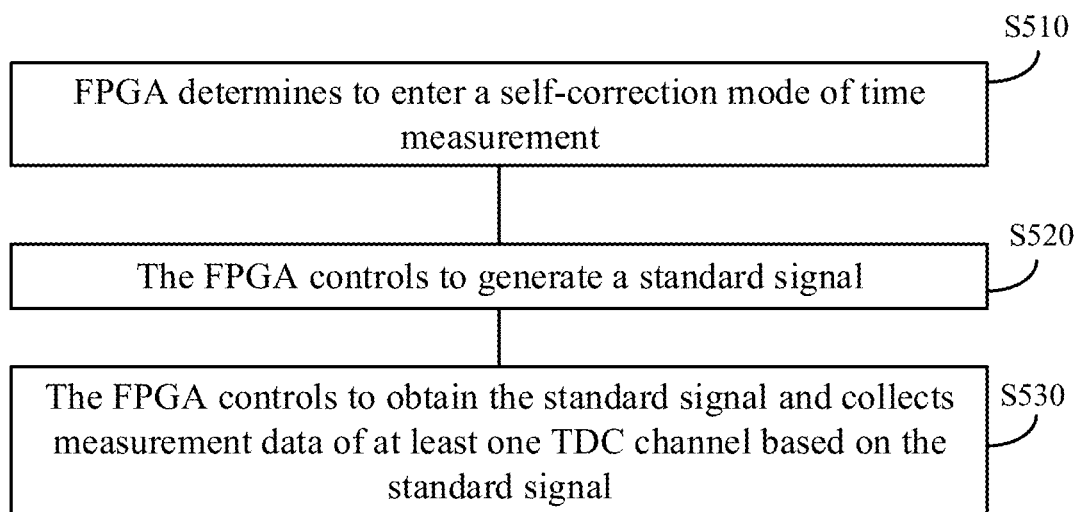 S510
FPGA determines to enter a self-correction mode of time
measurement
S520
The FPGA controls to generate a standard signal
S530
The FPGA controls to obtain the standard signal and collects
measurement data of at least one TDC channel based on the
standard signal